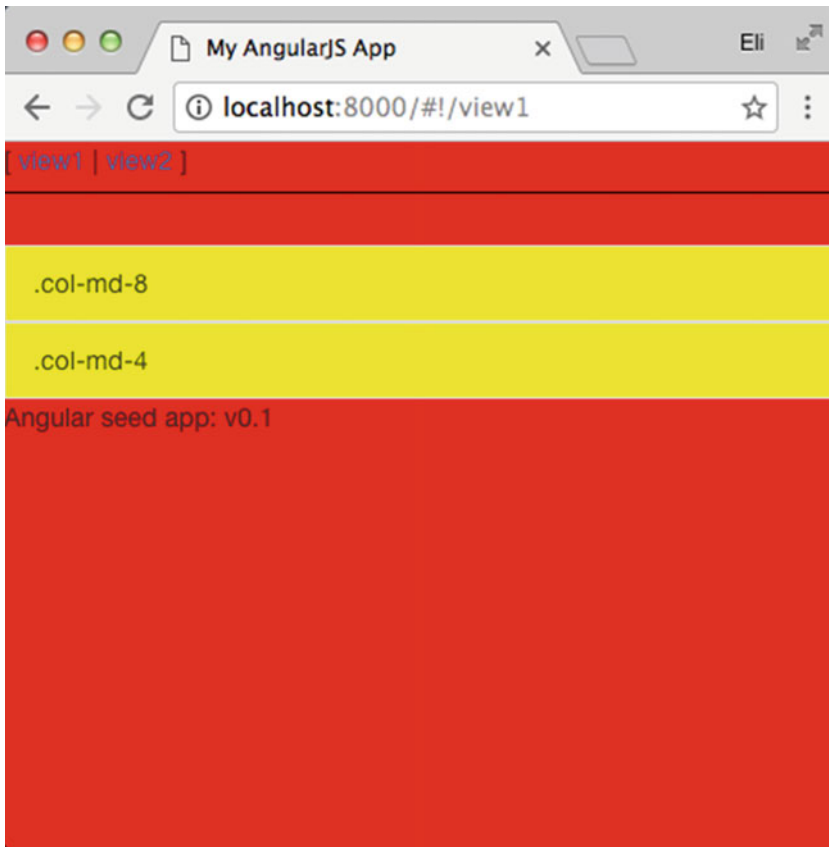 My AngularJS App
Eli
localhost:8000/#!/view1
[ view1 | view2 ]
.col-md-8
.col-md-4
Angular seed app: v0.1